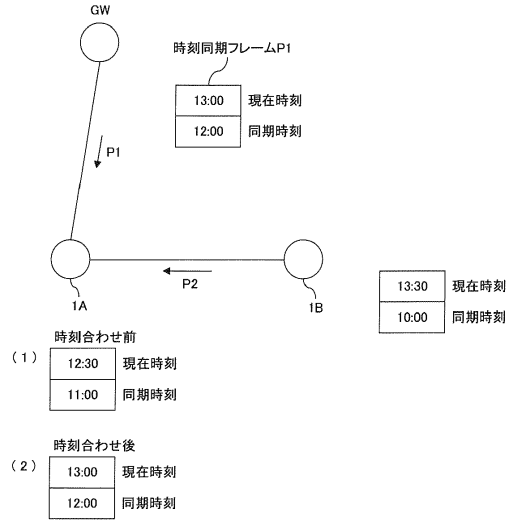 GW
時刻同期フレームP1
13:00 現在時刻
12:00 同期時刻
P1
P2
1A
1B
13:30 現在時刻
10:00 同期時刻
時刻合わせ前
(1)
12:30 現在時刻
11:00 同期時刻
時刻合わせ後
(2)
13:00 現在時刻
12:00 同期時刻